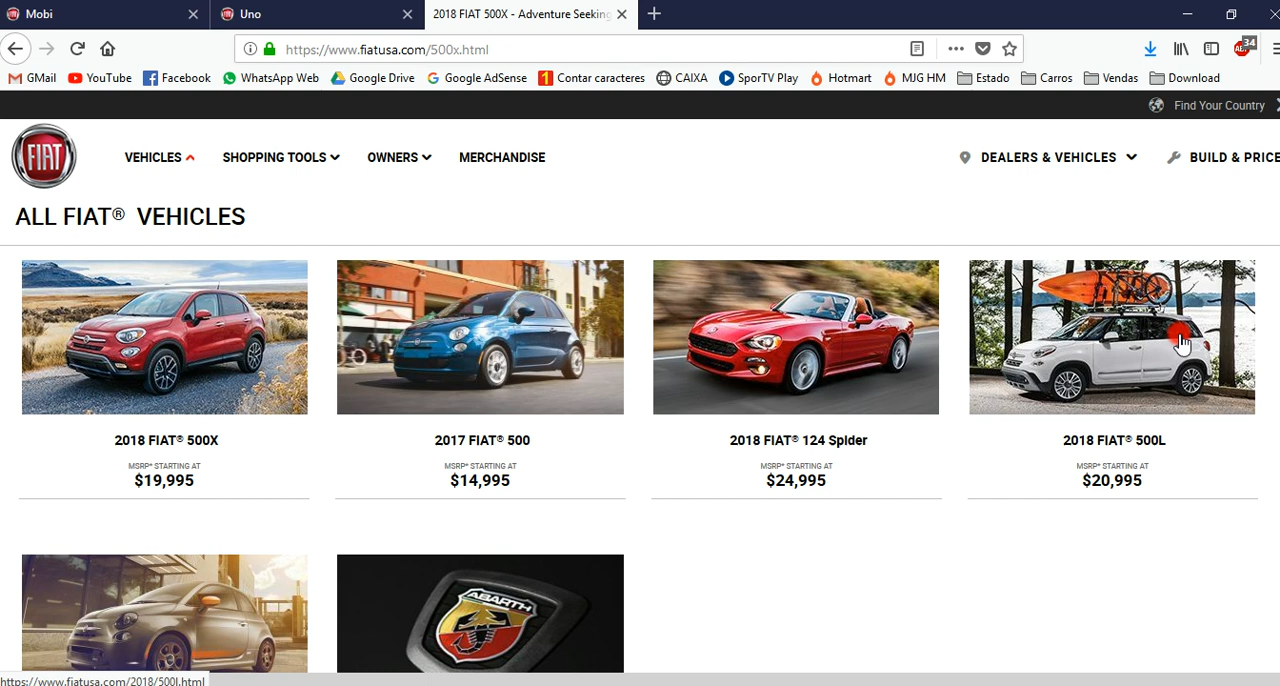 Mobi
Uno
2018 FIAT 500X - Adventure Seeking
https://www.fiatusa.com/500x.html
34
GMail
YouTube
Facebook
WhatsApp Web
Google Drive
Google AdSense
1 Contar caracteres
CAIXA
SporTV Play
Hotmart
MJG HM
Estado
Carros
Vendas
Download
Find Your Country
FIAT
VEHICLES
SHOPPING TOOLS
OWNERS
MERCHANDISE
DEALERS & VEHICLES
BUILD & PRICE
ALL FIAT® VEHICLES
2018 FIAT® 500X
MSRP* STARTING AT
$19,995
2017 FIAT® 500
MSRP* STARTING AT
$14,995
2018 FIAT® 124 Spider
MSRP* STARTING AT
$24,995
2018 FIAT® 500L
MSRP* STARTING AT
$20,995
ABARTH
https://www.fiatusa.com/2018/500l.html